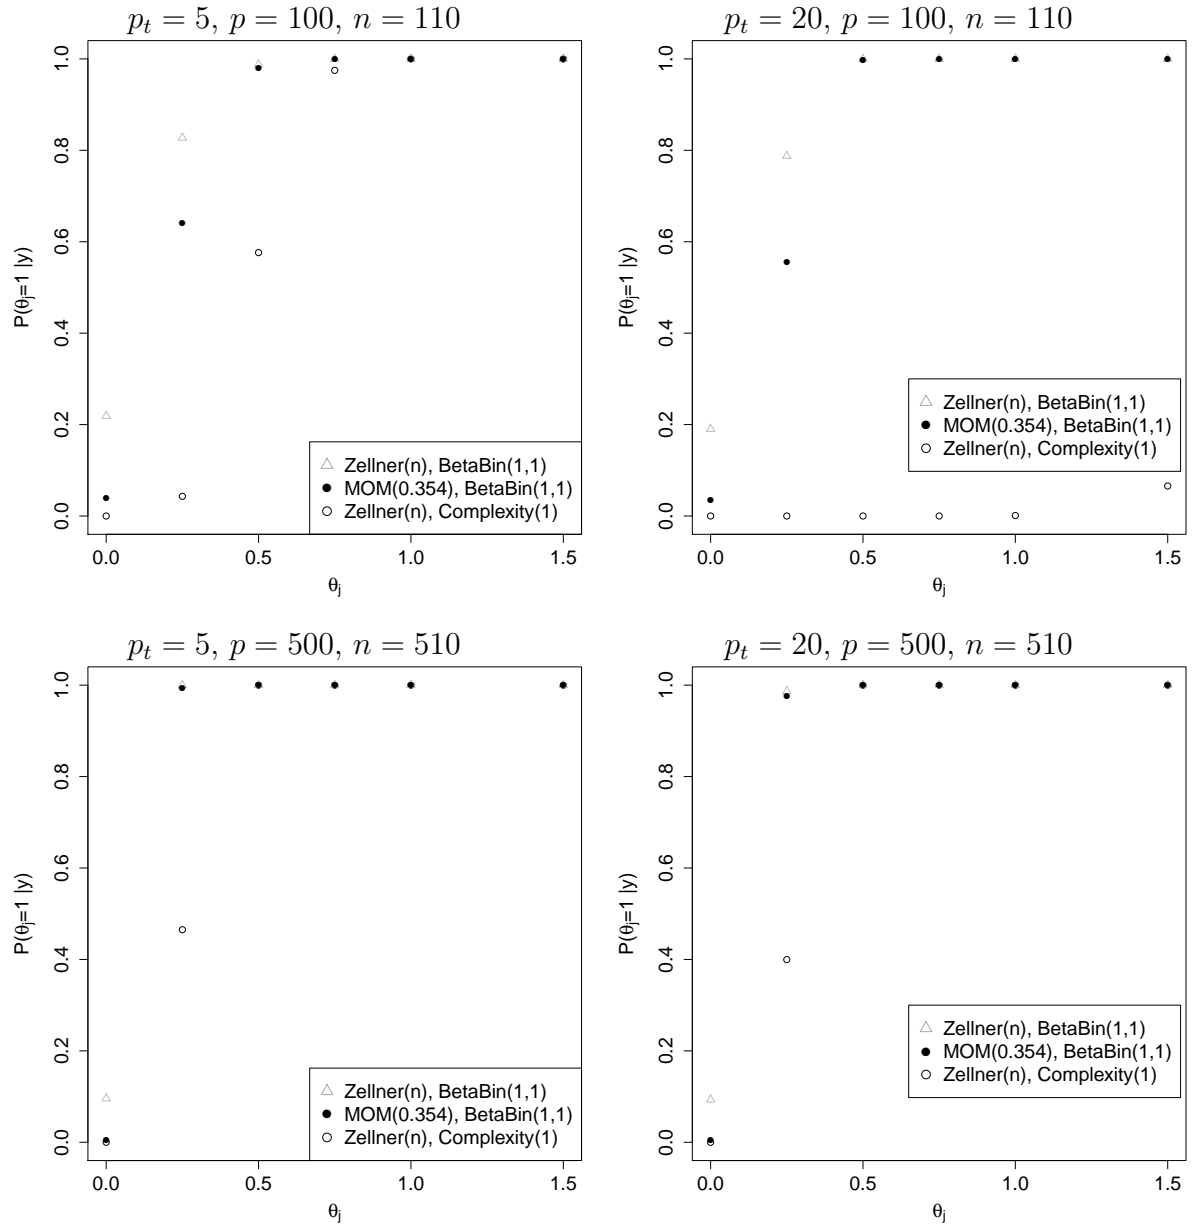 p_t = 5, p = 100, n = 110
1.0
0.8
0.6
0.4
0.2
0.0
P(θ_j=1 |y)
Zellner(n), BetaBin(1,1)
MOM(0.354), BetaBin(1,1)
Zellner(n), Complexity(1)
0.0 0.5 1.0 1.5
θ_j
p_t = 20, p = 100, n = 110
1.0
0.8
0.6
0.4
0.2
0.0
P(θ_j=1 |y)
Zellner(n), BetaBin(1,1)
MOM(0.354), BetaBin(1,1)
Zellner(n), Complexity(1)
0.0 0.5 1.0 1.5
θ_j
p_t = 5, p = 500, n = 510
1.0
0.8
0.6
0.4
0.2
0.0
P(θ_j=1 |y)
Zellner(n), BetaBin(1,1)
MOM(0.354), BetaBin(1,1)
Zellner(n), Complexity(1)
0.0 0.5 1.0 1.5
θ_j
p_t = 20, p = 500, n = 510
1.0
0.8
0.6
0.4
0.2
0.0
P(θ_j=1 |y)
Zellner(n), BetaBin(1,1)
MOM(0.354), BetaBin(1,1)
Zellner(n), Complexity(1)
0.0 0.5 1.0 1.5
θ_j